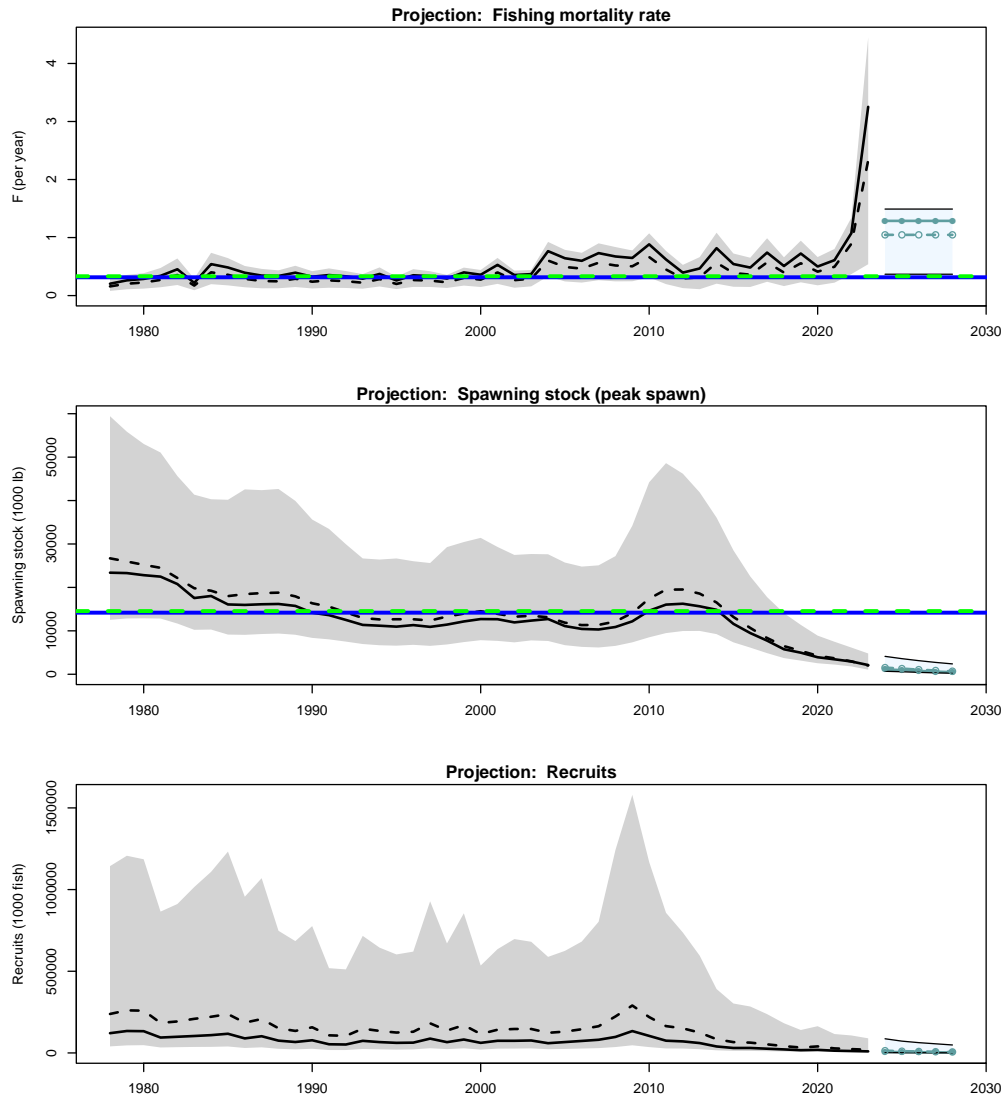 Projection: Fishing mortality rate
F (per year)
4
3
2
1
0
1980 1990 2000 2010 2020 2030
Projection: Spawning stock (peak spawn)
Spawning stock (1000 lb)
50000
30000
10000
0
1980 1990 2000 2010 2020 2030
Projection: Recruits
Recruits (1000 fish)
1500000
1000000
500000
0
1980 1990 2000 2010 2020 2030